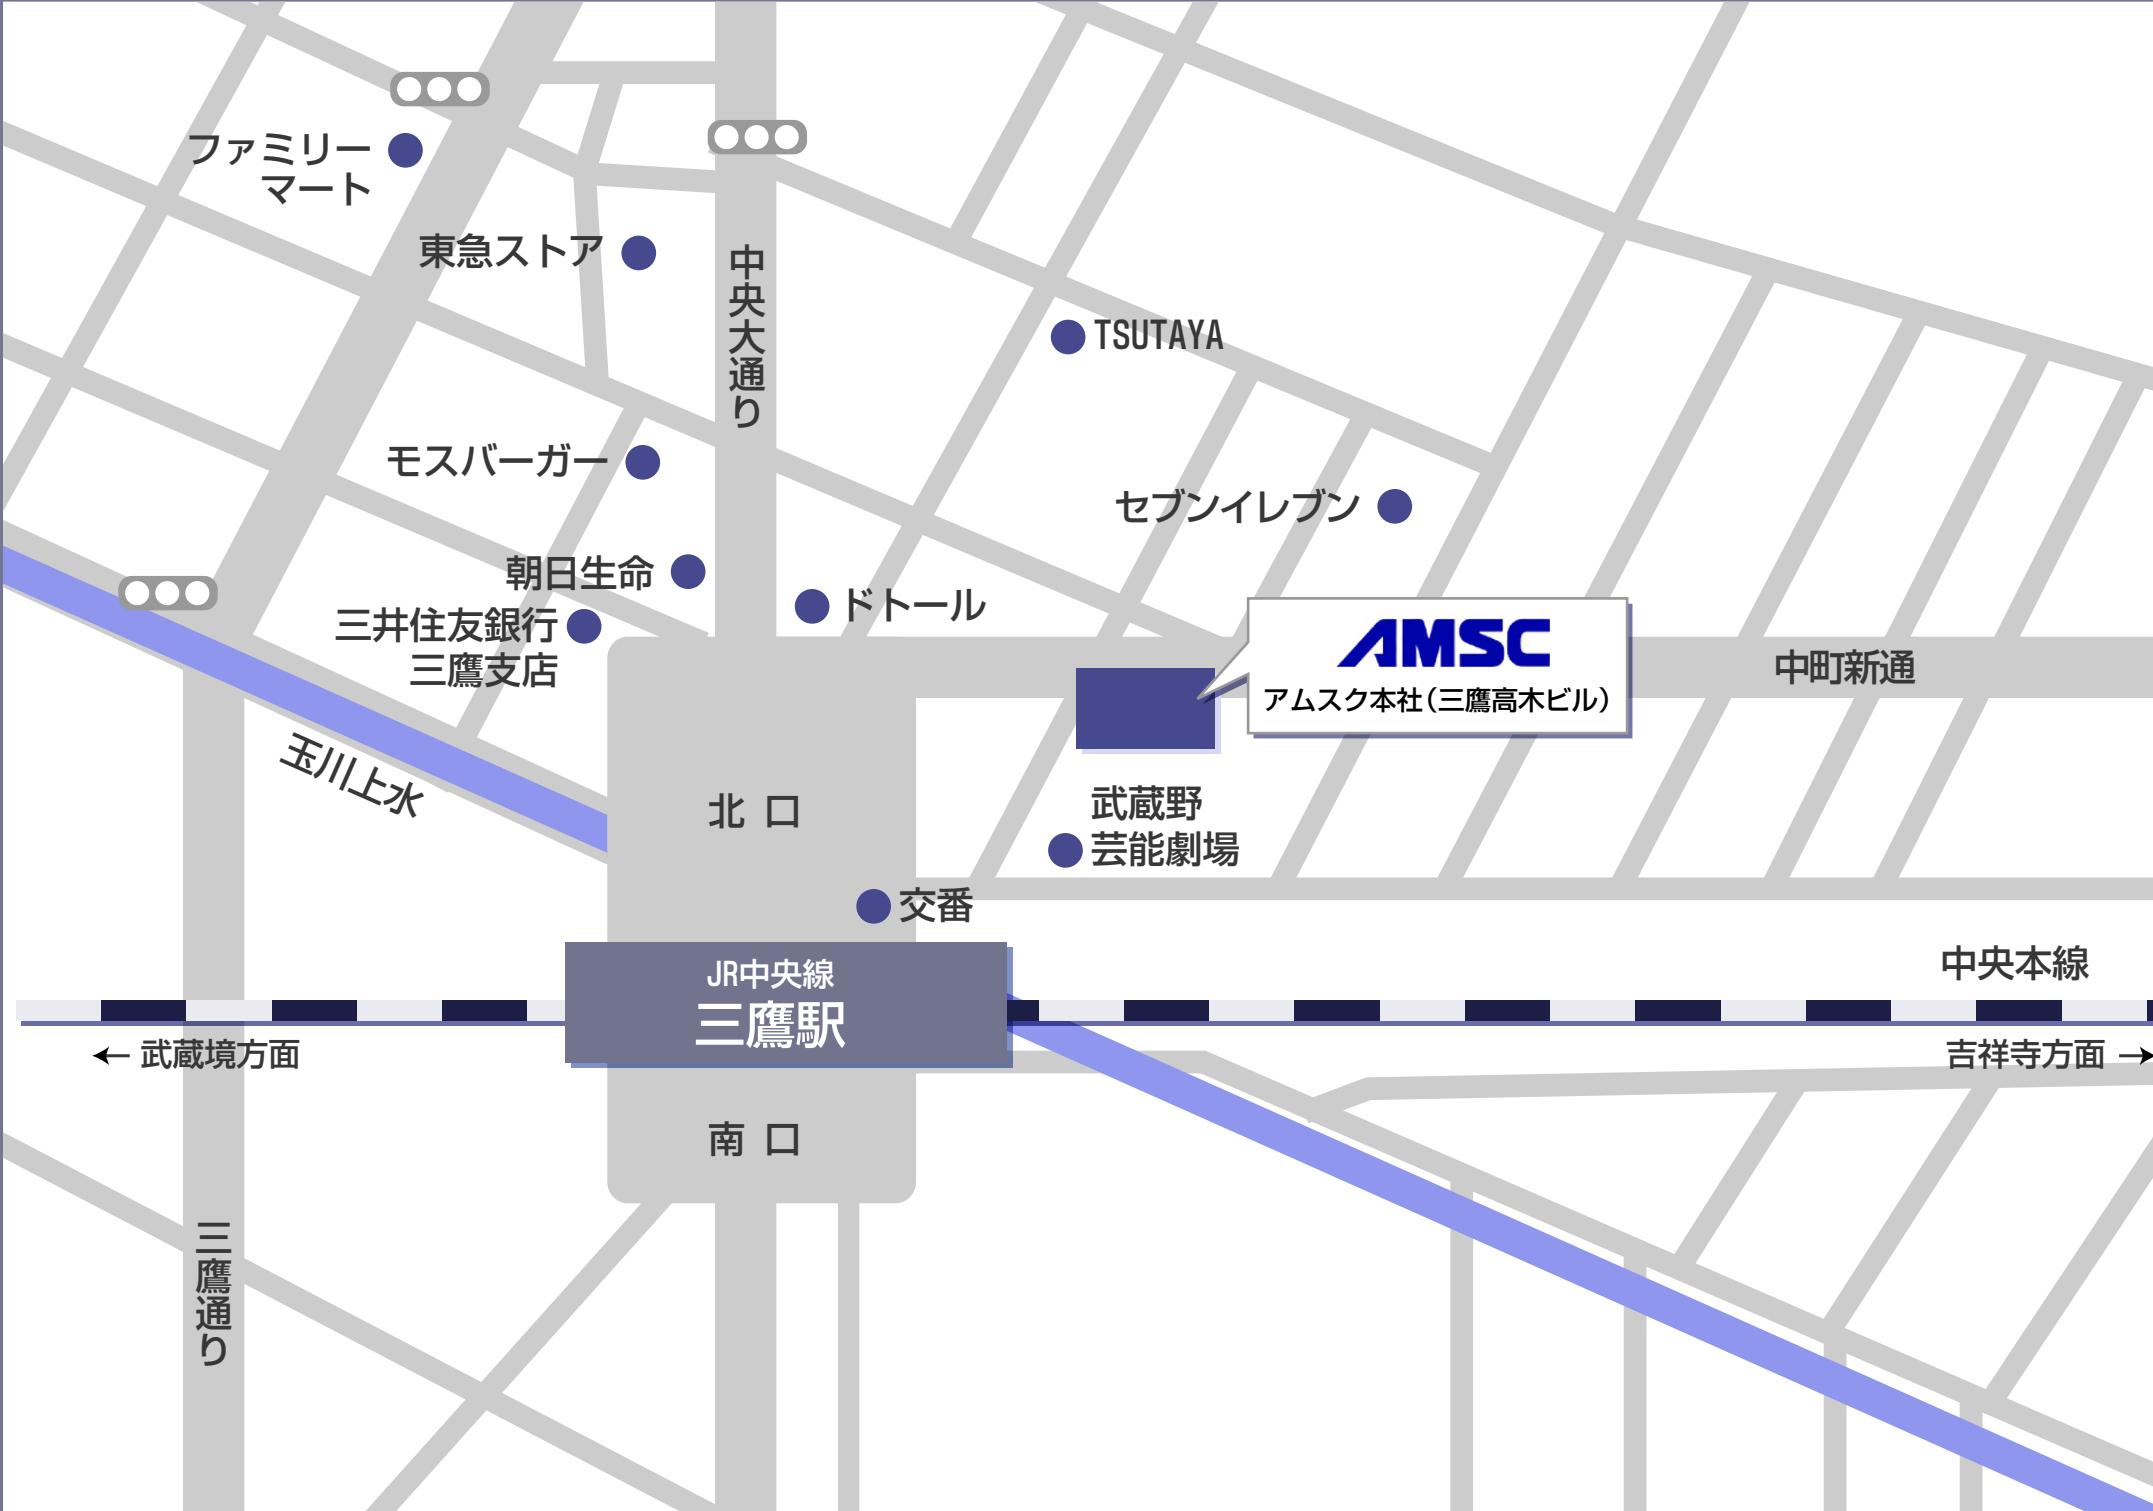 ファミリー
マート
東急ストア
中央大通り
TSUTAYA
モスバーガー
セブンイレブン
朝日生命
ドトール
三井住友銀行
三鷹支店
AMSC
アムスク本社(三鷹高木ビル)
中町新通
玉川上水
北 口
武蔵野
芸能劇場
交番
JR中央線
三鷹駅
中央本線
← 武蔵境方面
吉祥寺方面 →
南 口
三鷹通り